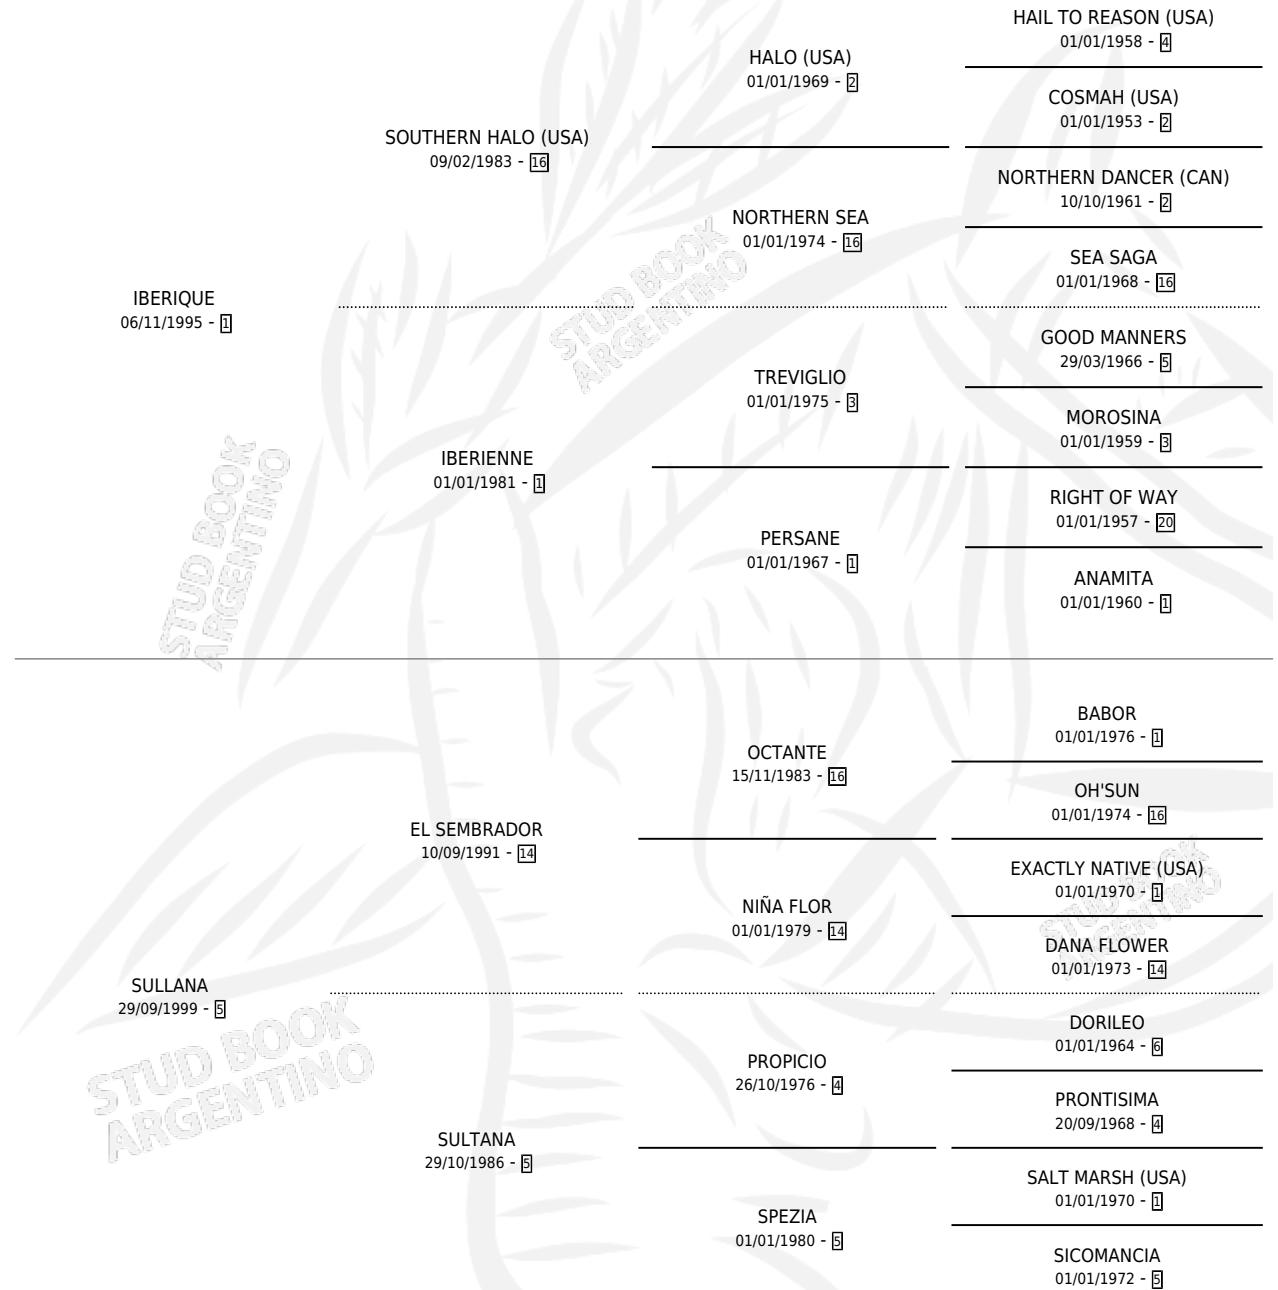 HAIL TO REASON (USA)
01/01/1958 - 4
HALO (USA)
01/01/1969 - 2
COSMAH (USA)
01/01/1953 - 2
SOUTHERN HALO (USA)
09/02/1983 - 16
NORTHERN DANCER (CAN)
10/10/1961 - 2
NORTHERN SEA
01/01/1974 - 16
SEA SAGA
01/01/1968 - 16
IBERIQUE
06/11/1995 - 1
GOOD MANNERS
29/03/1966 - 5
TREVIGLIO
01/01/1975 - 3
MOROSINA
01/01/1959 - 3
IBERIENNE
01/01/1981 - 1
RIGHT OF WAY
01/01/1957 - 20
PERSANE
01/01/1967 - 1
ANAMITA
01/01/1960 - 1
STUD BOOK
ARGENTINO
STUD BOOK
ARGENTINO
BABOR
01/01/1976 - 1
OCTANTE
15/11/1983 - 16
OH'SUN
01/01/1974 - 16
EL SEMBRADOR
10/09/1991 - 14
EXACTLY NATIVE (USA)
01/01/1970 - 1
NIÑA FLOR
01/01/1979 - 14
DANA FLOWER
01/01/1973 - 14
SULLANA
29/09/1999 - 5
DORILEO
01/01/1964 - 6
PROPICIO
26/10/1976 - 4
PRONTISIMA
20/09/1968 - 4
SULTANA
29/10/1986 - 5
SALT MARSH (USA)
01/01/1970 - 1
SPEZIA
01/01/1980 - 5
SICOMANCIA
01/01/1972 - 5
STUD BOOK
ARGENTINO
STUD BOOK
ARGENTINO